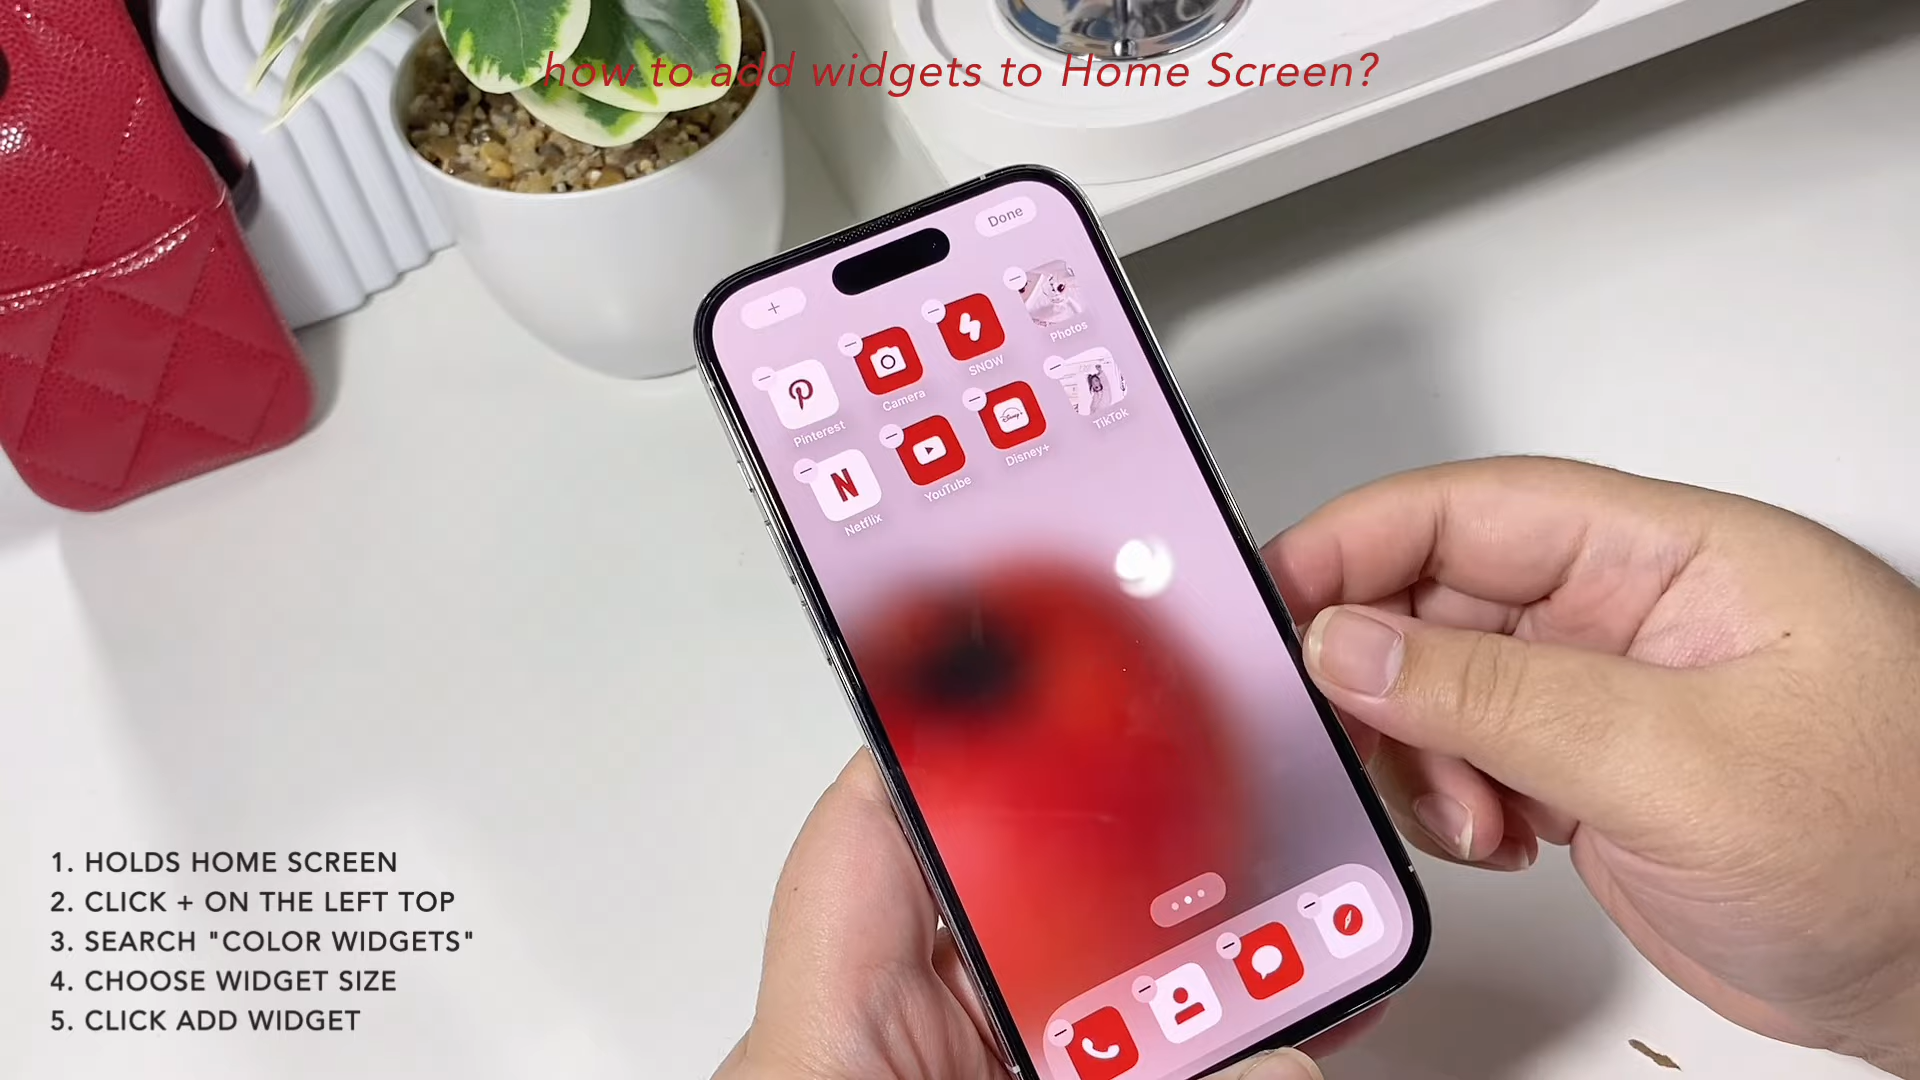 how to add widgets to Home Screen?
Done
+
Pinterest
Camera
SNOW
Photos
N
Netflix
YouTube
Disney+
Disney+
TikTok
1. HOLDS HOME SCREEN
2. CLICK + ON THE LEFT TOP
3. SEARCH "COLOR WIDGETS"
4. CHOOSE WIDGET SIZE
5. CLICK ADD WIDGET